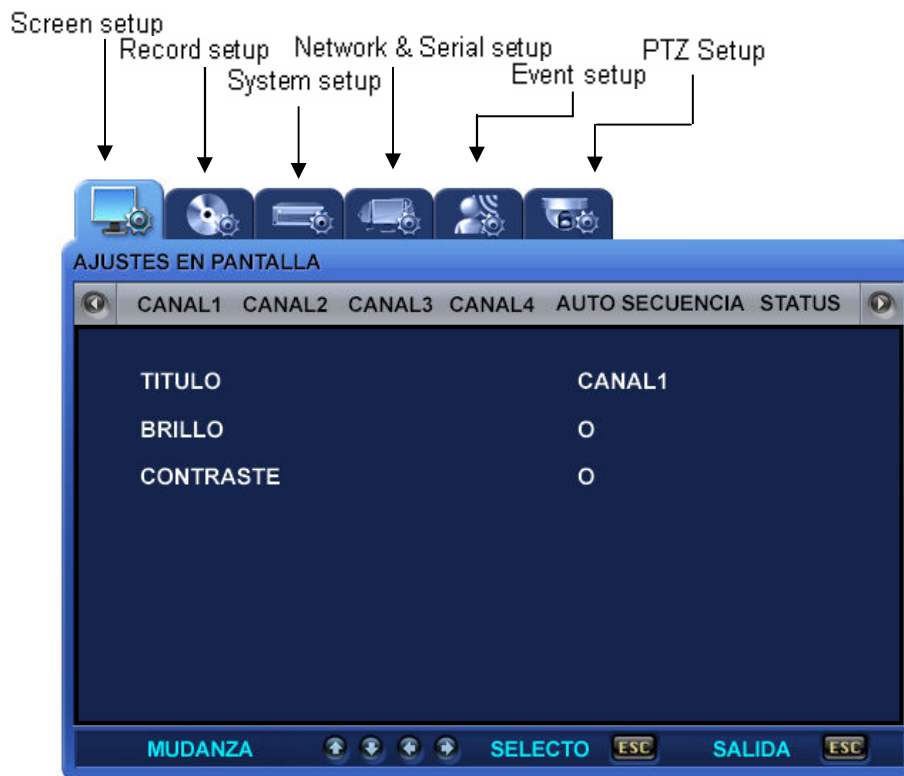 Screen setup
Record setup
Network & Serial setup
PTZ Setup
System setup
Event setup
AJUSTES EN PANTALLA
CANAL1 CANAL2 CANAL3 CANAL4 AUTO SECUENCIA STATUS
TITULO CANAL1
BRILLO O
CONTRASTE O
MUDANZA SELECTO ESC SALIDA ESC